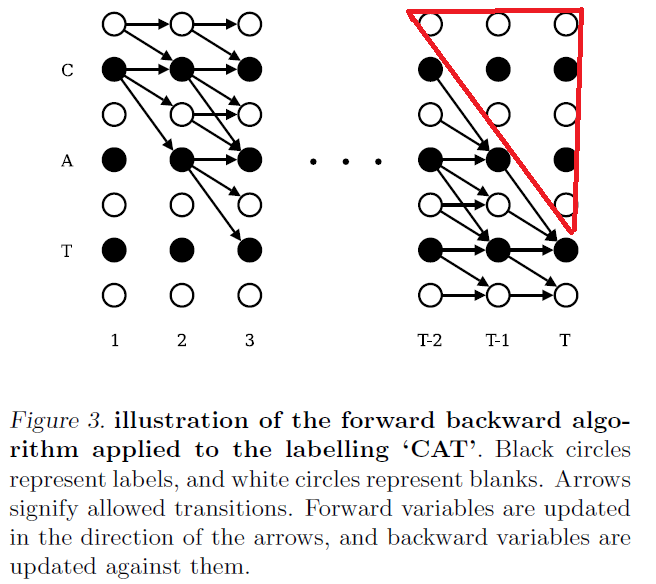 C
A
T
1 2 3 T-2 T-1 T
Figure 3. illustration of the forward backward algo-
rithm applied to the labelling ‘CAT’. Black circles
represent labels, and white circles represent blanks. Arrows
signify allowed transitions. Forward variables are updated
in the direction of the arrows, and backward variables are
updated against them.